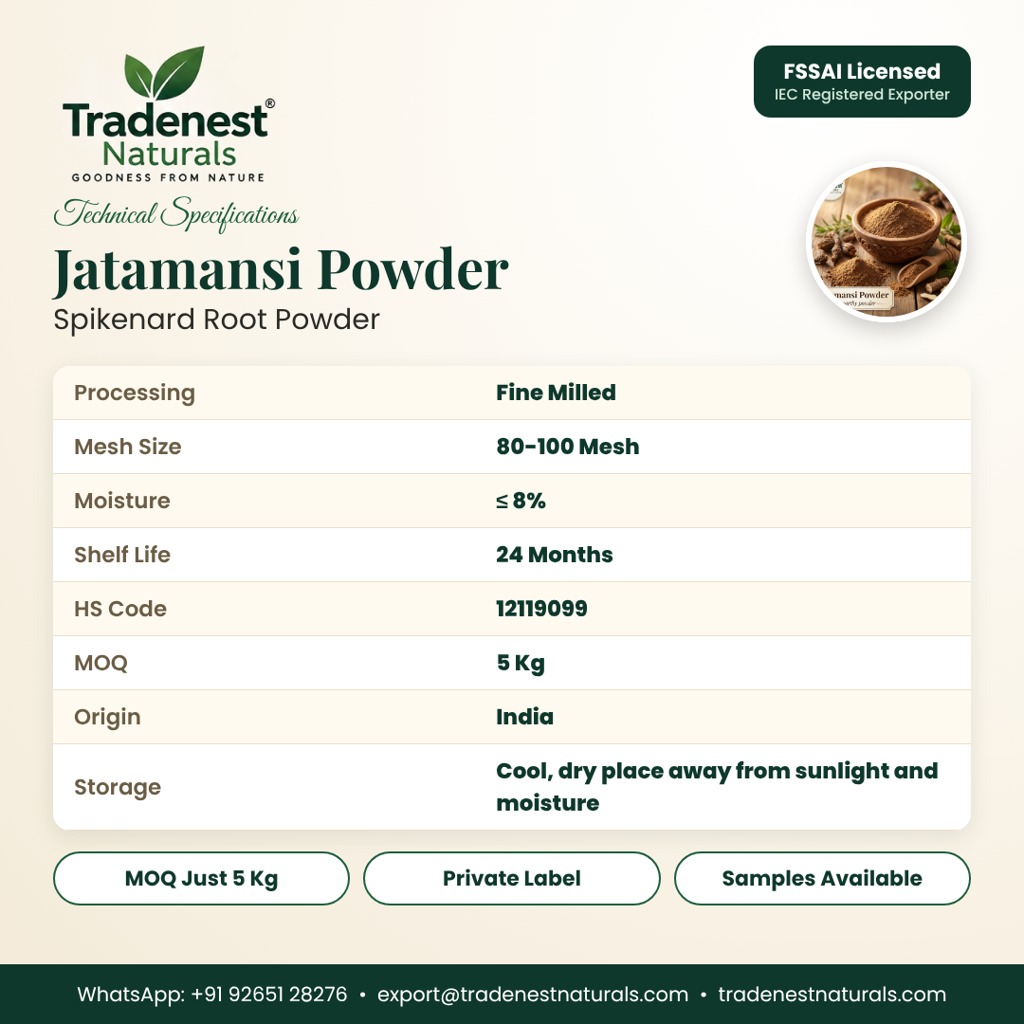 Tradenest®
Naturals
GOODNESS FROM NATURE
FSSAI Licensed
IEC Registered Exporter
Technical Specifications
Jatamansi Powder
Spikenard Root Powder
mansi Powder
Processing Fine Milled
Mesh Size 80-100 Mesh
Moisture ≤ 8%
Shelf Life 24 Months
HS Code 12119099
MOQ 5 Kg
Origin India
Storage Cool, dry place away from sunlight and
moisture
MOQ Just 5 Kg
Private Label
Samples Available
WhatsApp: +91 92651 28276 • export@tradenestnaturals.com • tradenestnaturals.com